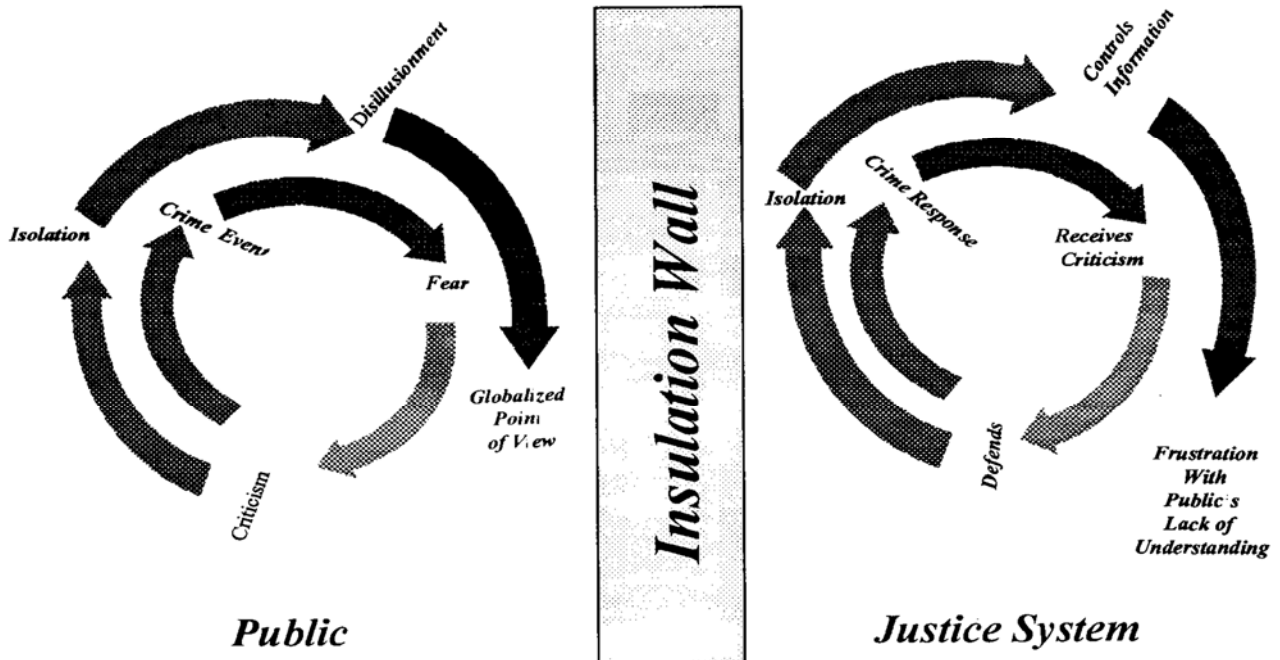 Disillusionment
Isolation
Crime Event
Fear
Globalized
Point
of View
Criticism
Public
Insulation Wall
Controls
Information
Isolation
Crime Response
Receives
Criticism
Defends
Frustration
With
Public's
Lack of
Understanding
Justice System